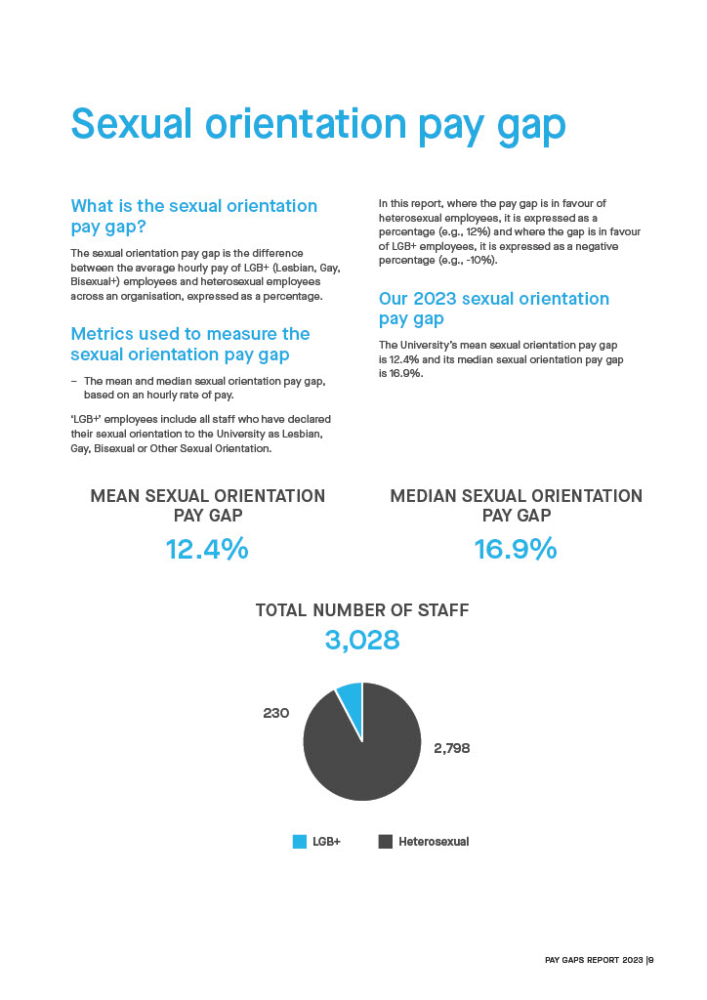 Sexual orientation pay gap
What is the sexual orientation
pay gap?
The sexual orientation pay gap is the difference
between the average hourly pay of LGB+ (Lesbian, Gay,
Bisexual+) employees and heterosexual employees
across an organisation, expressed as a percentage.
Metrics used to measure the
sexual orientation pay gap
– The mean and median sexual orientation pay gap,
based on an hourly rate of pay.
‘LGB+’ employees include all staff who have declared
their sexual orientation to the University as Lesbian,
Gay, Bisexual or Other Sexual Orientation.
In this report, where the pay gap is in favour of
heterosexual employees, it is expressed as a
percentage (e.g., 12%) and where the gap is in favour
of LGB+ employees, it is expressed as a negative
percentage (e.g., -10%).
Our 2023 sexual orientation
pay gap
The University’s mean sexual orientation pay gap
is 12.4% and its median sexual orientation pay gap
is 16.9%.
MEAN SEXUAL ORIENTATION
PAY GAP
12.4%
MEDIAN SEXUAL ORIENTATION
PAY GAP
16.9%
TOTAL NUMBER OF STAFF
3,028
230
2,798
LGB+
Heterosexual
PAY GAPS REPORT 2023 |9